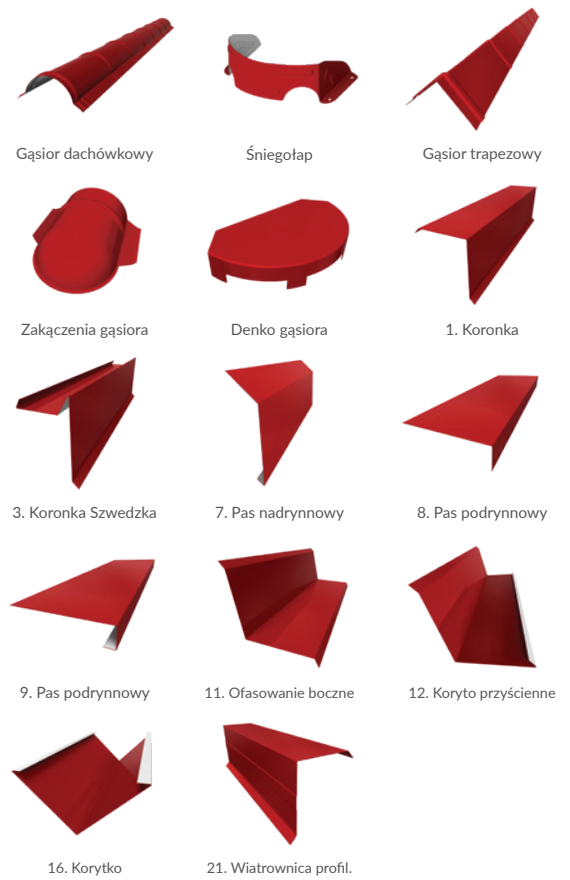 Gąsior dachówkowy
Śniegołap
Gąsior trapezowy
Zakączenia gąsiora
Denko gąsiora
1. Koronka
3. Koronka Szwedzka
7. Pas nadrynnowy
8. Pas podrynnowy
9. Pas podrynnowy
11. Ofasowanie boczne
12. Koryto przyścienne
16. Korytko
21. Wiatrownica profil.